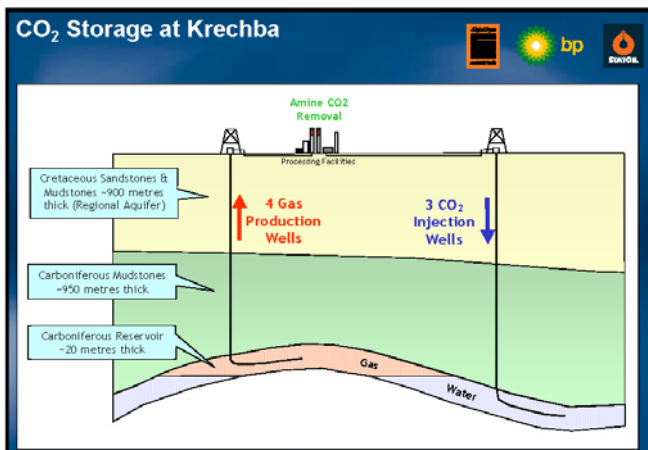 CO2 Storage at Krechba
bp
STATOIL
Amine CO2
Removal
Processing Facilities
Cretaceous Sandstones &
Mudstones ~900 metres
thick (Regional Aquifer)
4 Gas
Production
Wells
3 CO2
Injection
Wells
Carboniferous Mudstones
~950 metres thick
Carboniferous Reservoir
~20 metres thick
Gas
Water